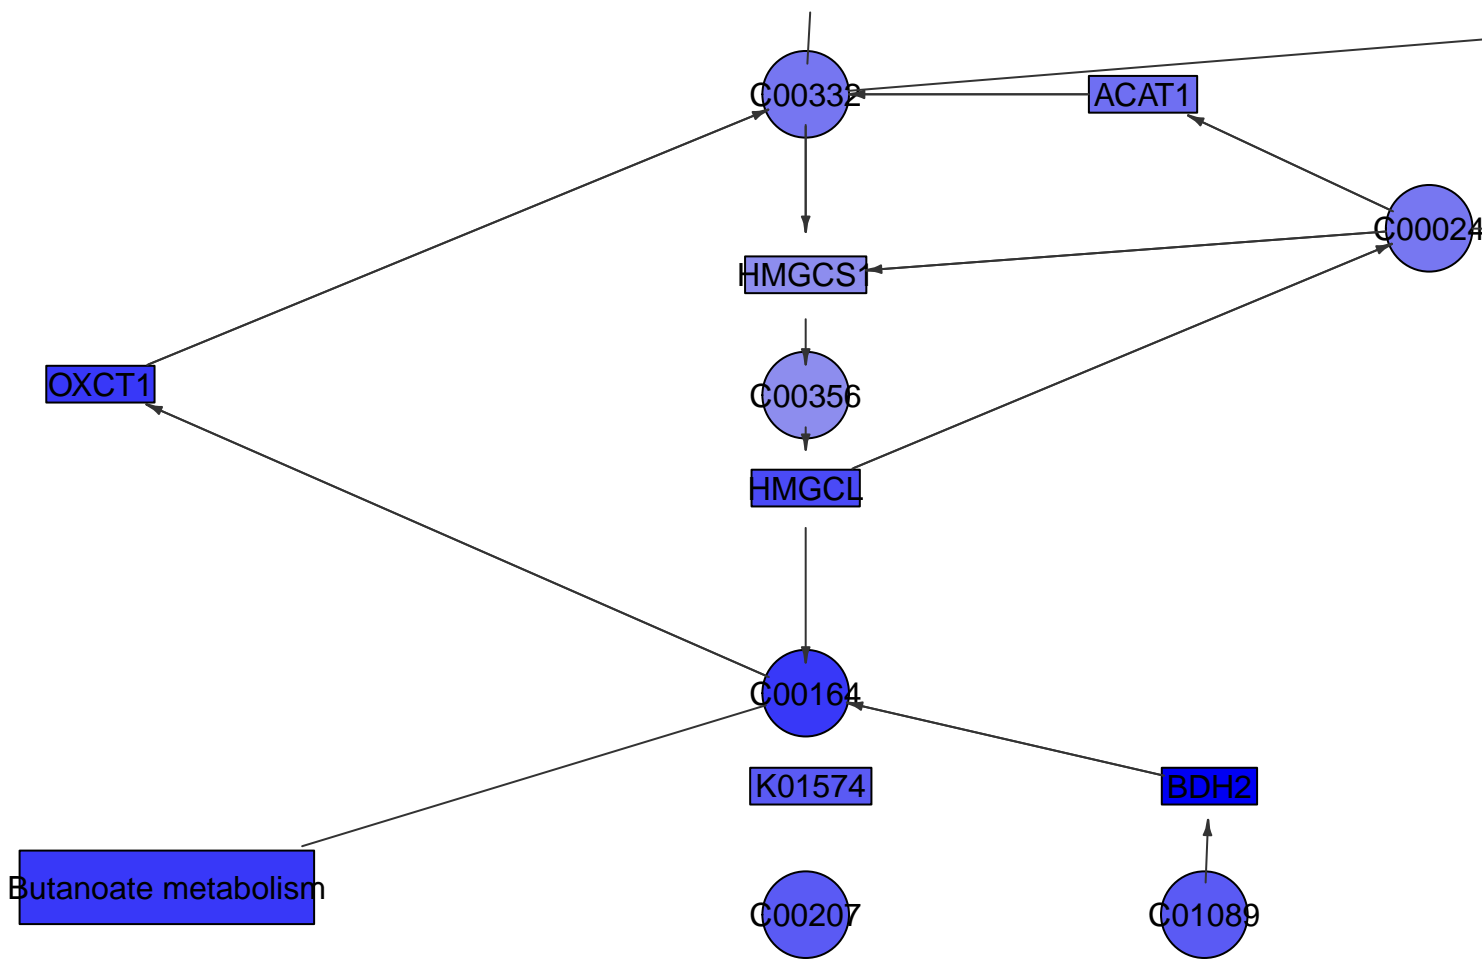 C00332
ACAT1
C00024
HMGCS1
OXCT1
C00356
HMGCL
C00164
K01574
BDH2
Butanoate metabolism
C00207
C01089